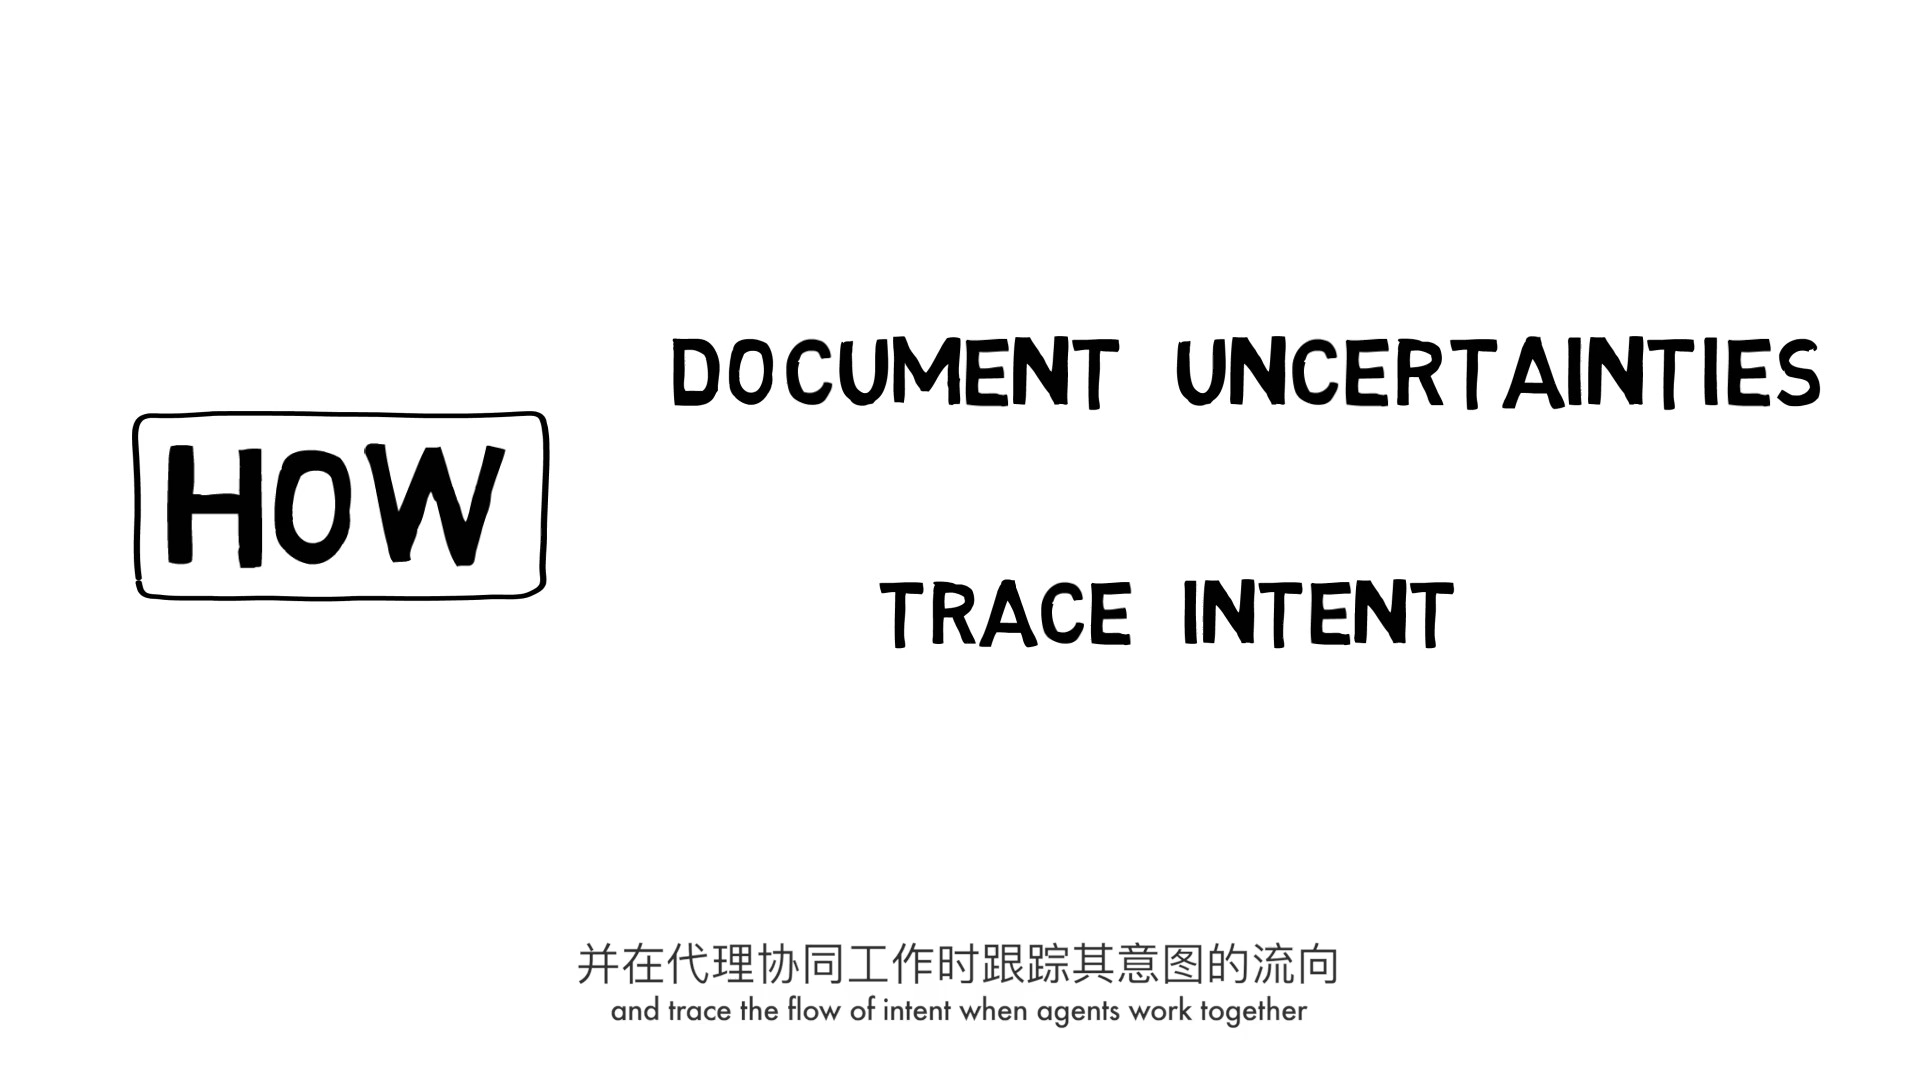 HOW
DOCUMENT UNCERTAINTIES
TRACE INTENT
并在代理协同工作时跟踪其意图的流向
and trace the flow of intent when agents work together